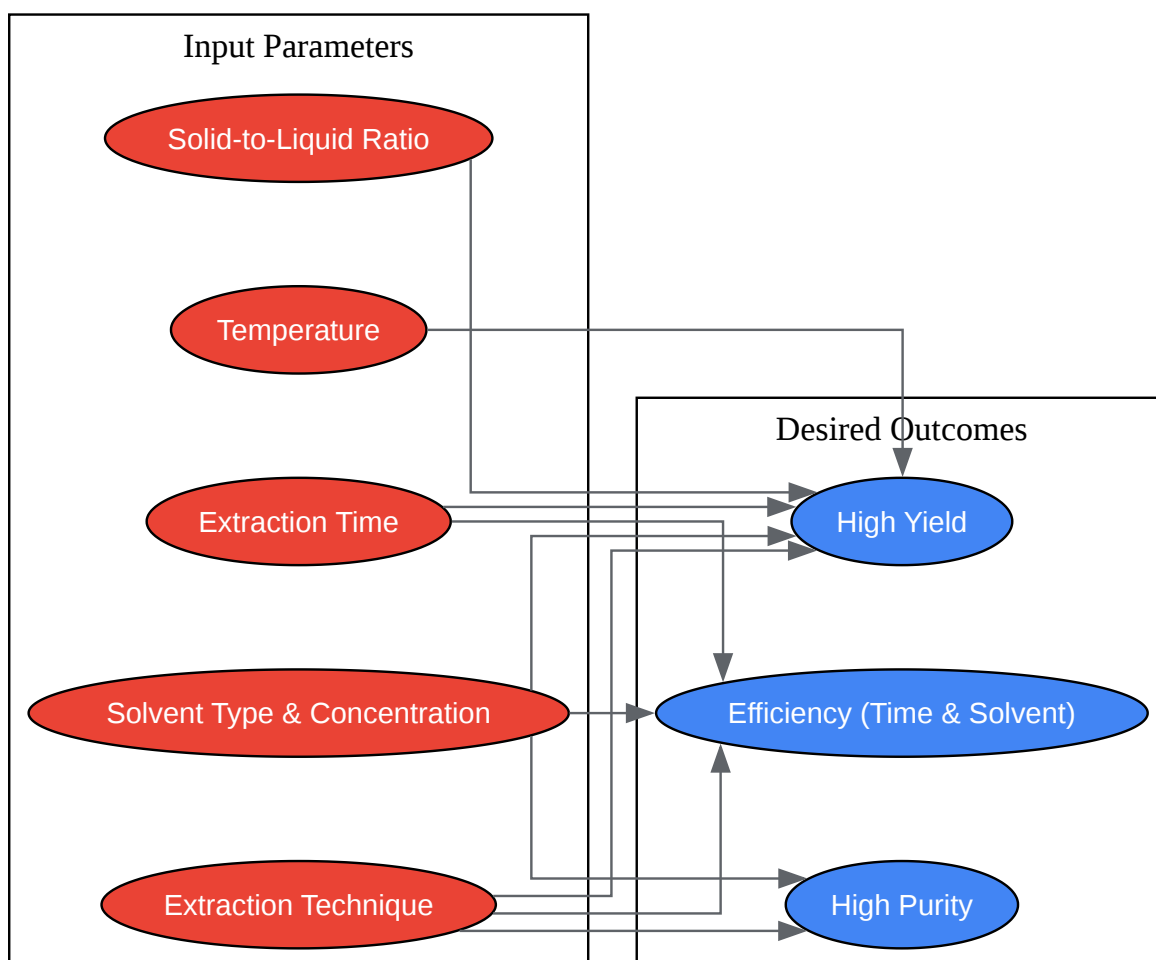 Input Parameters
Solid-to-Liquid Ratio
Temperature
Desired Outcomes
Extraction Time
High Yield
Solvent Type & Concentration
Efficiency (Time & Solvent)
Extraction Technique
High Purity